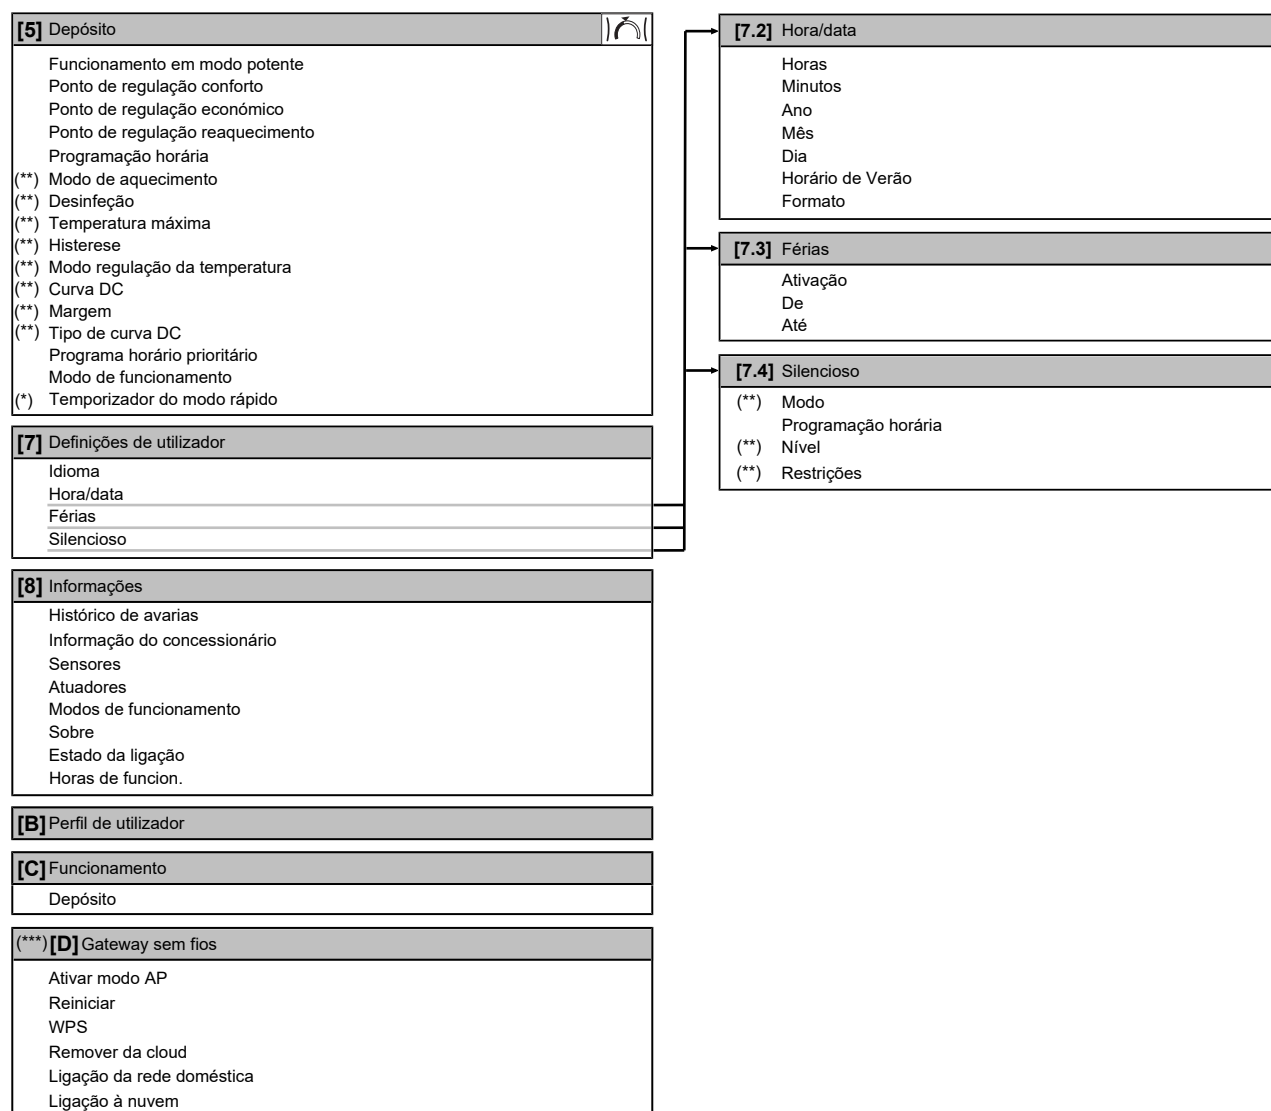 [5] Depósito
Funcionamento em modo potente
Ponto de regulação conforto
Ponto de regulação económico
Ponto de regulação reaquecimento
Programação horária
(**) Modo de aquecimento
(**) Desinfeção
(**) Temperatura máxima
(**) Histerese
(**) Modo regulação da temperatura
(**) Curva DC
(**) Margem
(**) Tipo de curva DC
Programa horário prioritário
Modo de funcionamento
(*) Temporizador do modo rápido
[7] Definições de utilizador
Idioma
Hora/data
Férias
Silencioso
[8] Informações
Histórico de avarias
Informação do concessionário
Sensores
Atuadores
Modos de funcionamento
Sobre
Estado da ligação
Horas de funcion.
[B] Perfil de utilizador
[C] Funcionamento
Depósito
(***) [D] Gateway sem fios
Ativar modo AP
Reiniciar
WPS
Remover da cloud
Ligação da rede doméstica
Ligação à nuvem
[7.2] Hora/data
Horas
Minutos
Ano
Mês
Dia
Horário de Verão
Formato
[7.3] Férias
Ativação
De
Até
[7.4] Silencioso
(**) Modo
Programação horária
(**) Nível
(**) Restrições